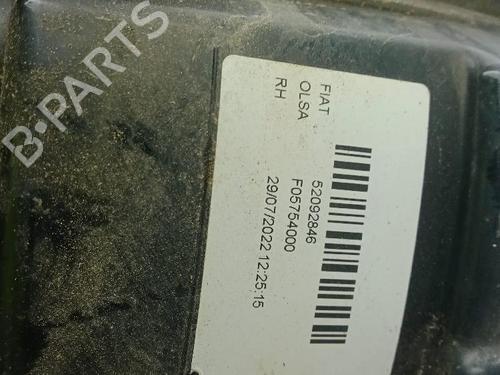 B-PARTS
FIAT
OLSA
RH
52092846
F05754000
29/07/2022 12:25:15